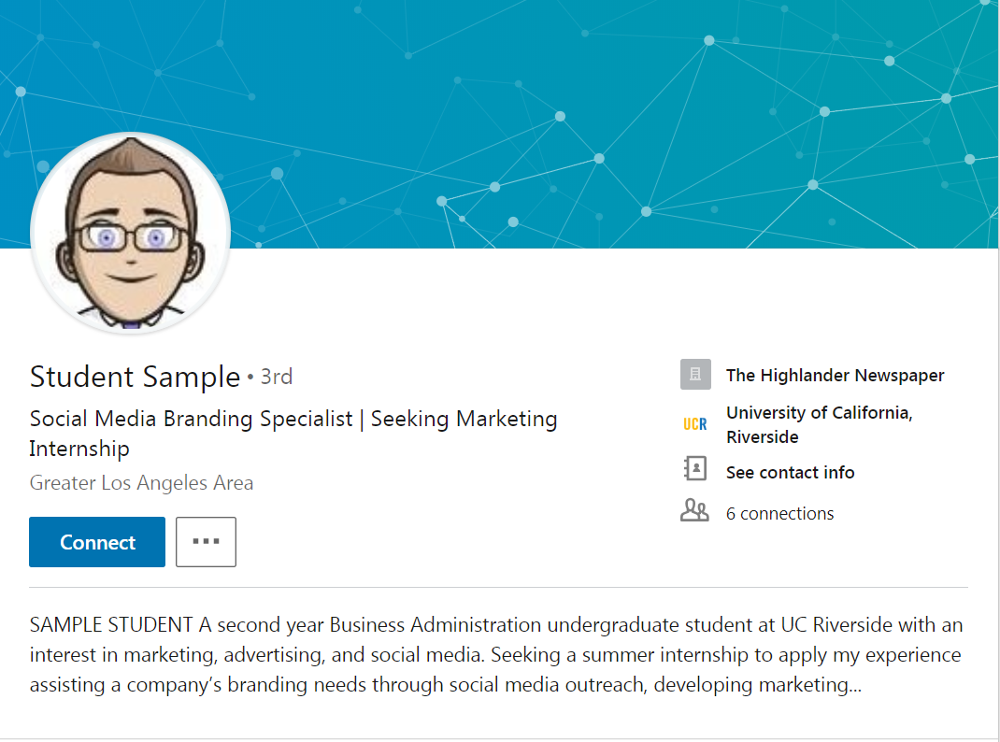 Student Sample • 3rd
Social Media Branding Specialist | Seeking Marketing
Internship
Greater Los Angeles Area
Connect
The Highlander Newspaper
UCR
University of California,
Riverside
See contact info
6 connections
SAMPLE STUDENT A second year Business Administration undergraduate student at UC Riverside with an
interest in marketing, advertising, and social media. Seeking a summer internship to apply my experience
assisting a company’s branding needs through social media outreach, developing marketing...